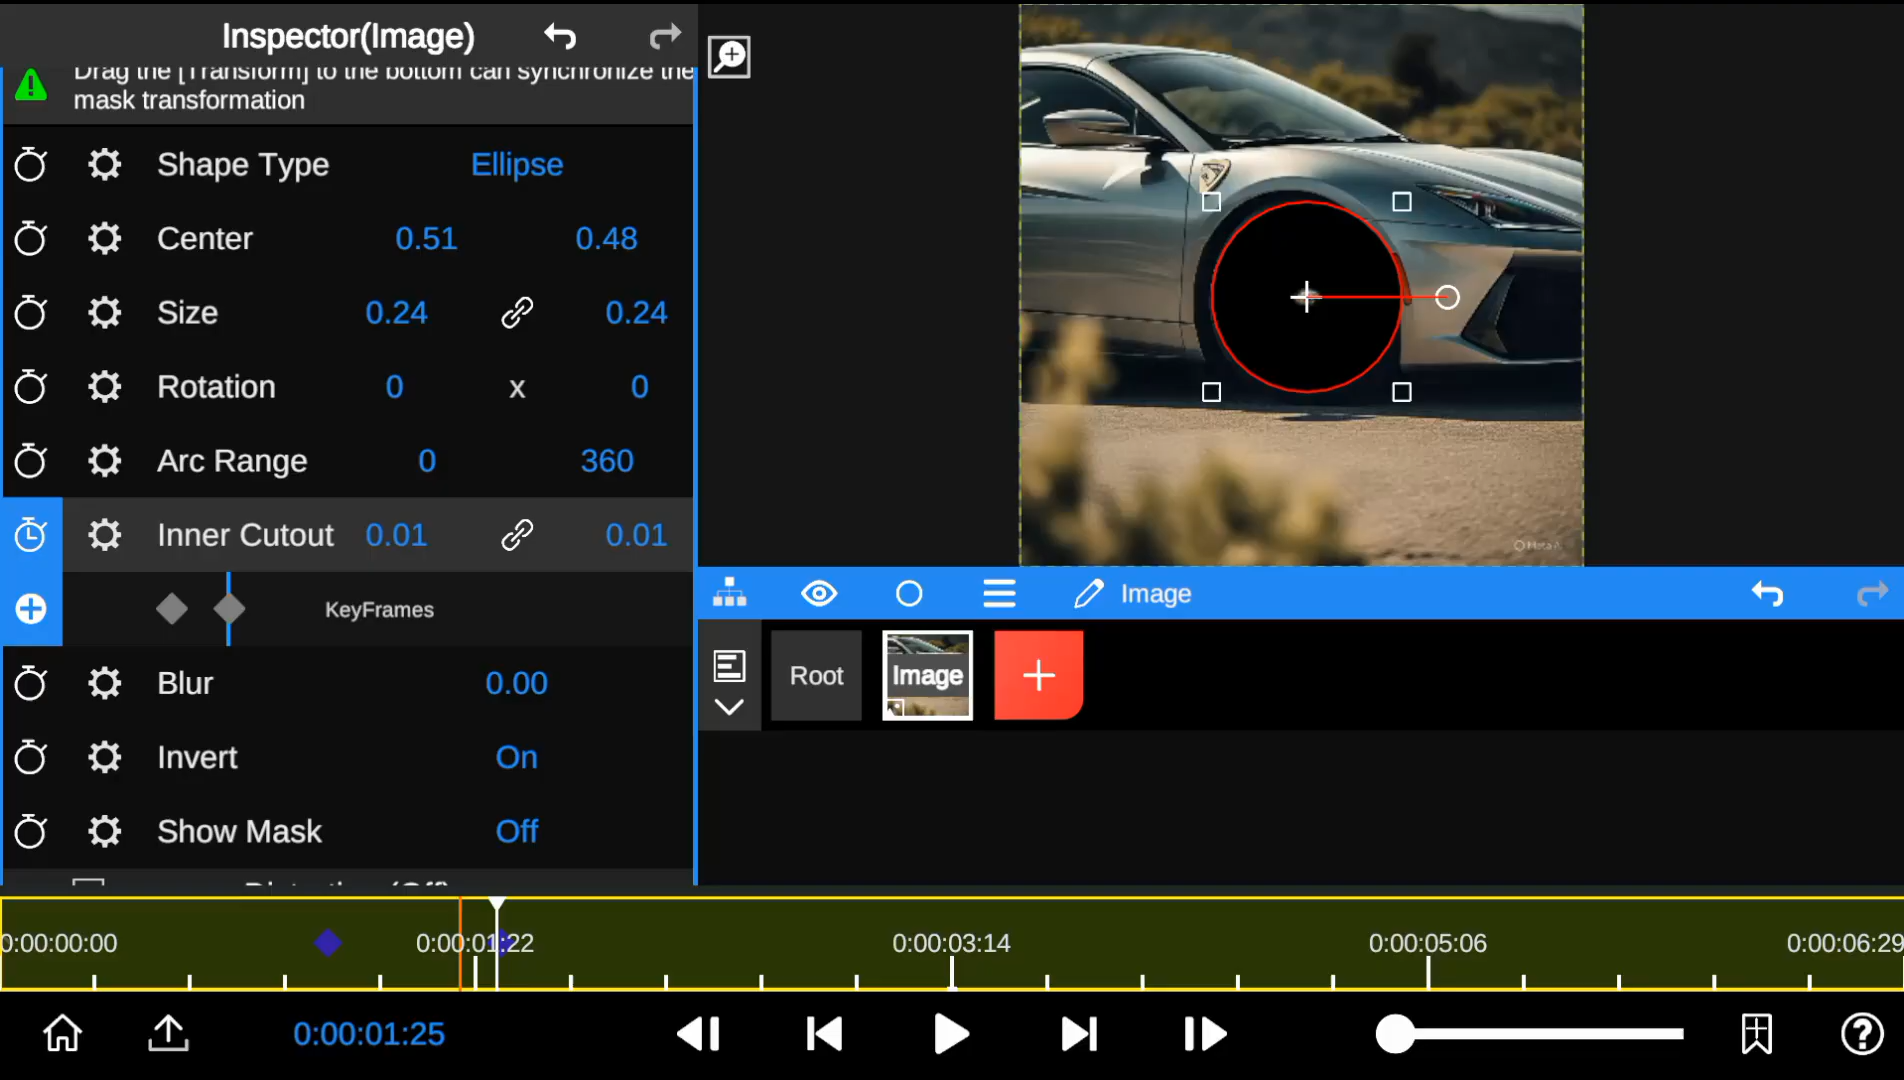 Inspector(Image)
Drag the [Transform] to the bottom can synchronize the
mask transformation
Shape Type Ellipse
Center 0.51 0.48
Size 0.24 0.24
Rotation 0 x 0
Arc Range 0 360
Inner Cutout 0.01 0.01
KeyFrames
Blur 0.00
Invert On
Show Mask Off
Image
Root
Image
0:00:00:00 0:00:01:22 0:00:03:14 0:00:05:06 0:00:06:29
0:00:01:25